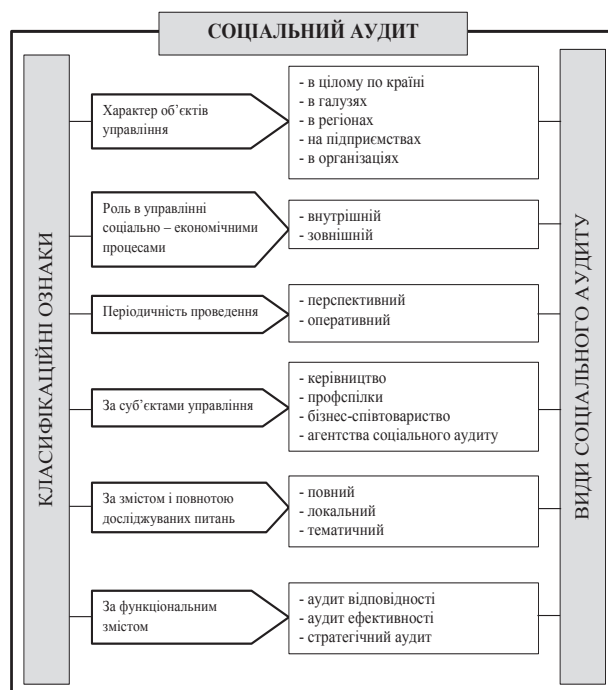 СОЦІАЛЬНИЙ АУДИТ
КЛАСИФІКАЦІЙНІ ОЗНАКИ
Характер об’єктів
управління
- в цілому по країні
- в галузях
- в регіонах
- на підприємствах
- в організаціях
Роль в управлінні
соціально – економічними
процесами
- внутрішній
- зовнішній
Періодичність проведення
- перспективний
- оперативний
За суб’єктами управління
- керівництво
- профспілки
- бізнес-співтовариство
- агентства соціального аудиту
За змістом і повнотою
досліджуваних питань
- повний
- локальний
- тематичний
За функціональним
змістом
- аудит відповідності
- аудит ефективності
- стратегічний аудит
ВИДИ СОЦІАЛЬНОГО АУДИТУ